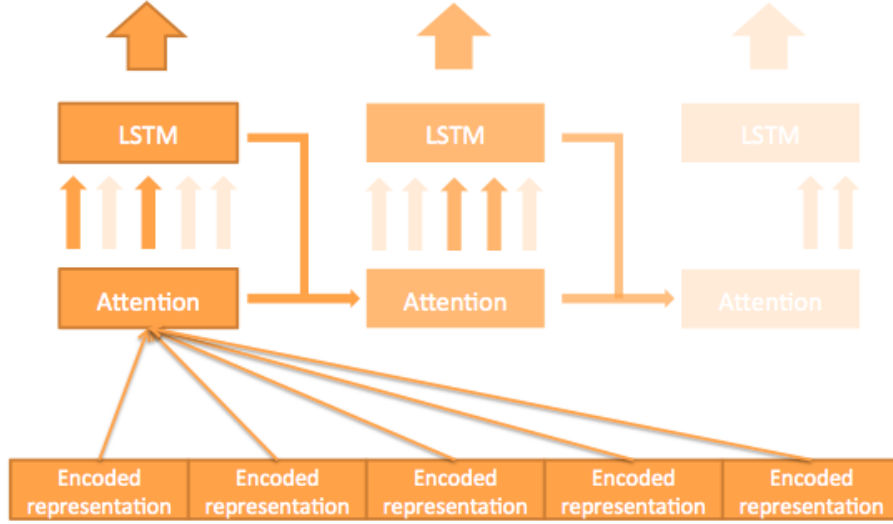 LSTM
LSTM
LSTM
Attention
Attention
Attention
Encoded
representation
Encoded
representation
Encoded
representation
Encoded
representation
Encoded
representation